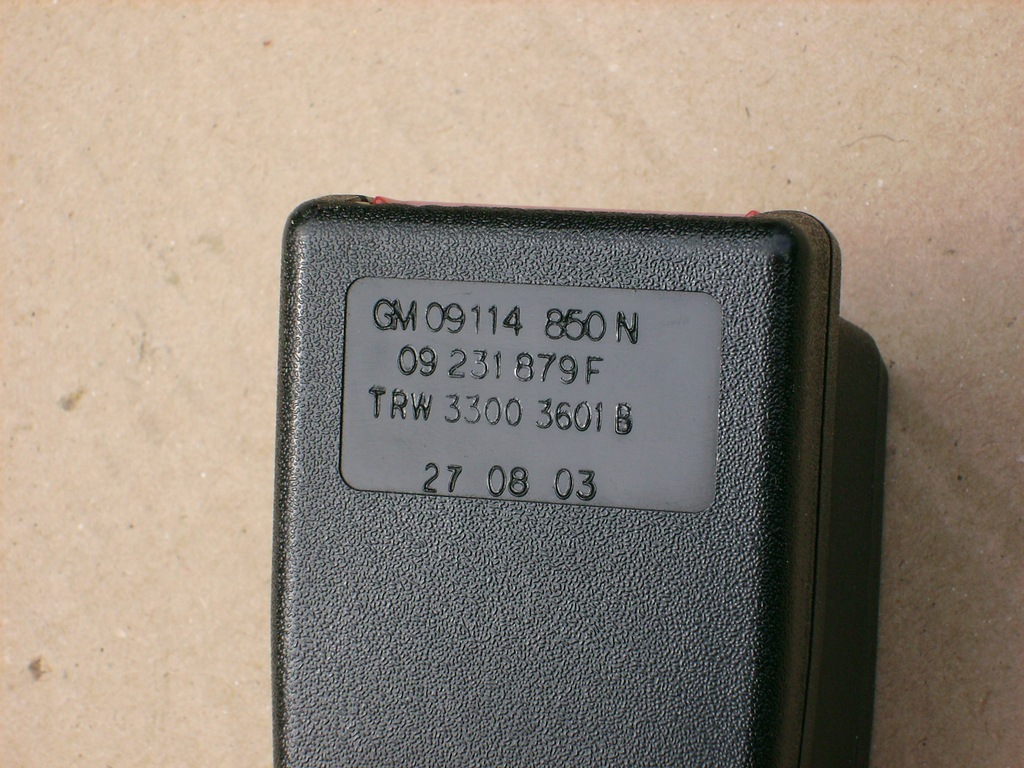 GM 09114 850 N
09 231 879 F
TRW 3300 3601 B
27 08 03